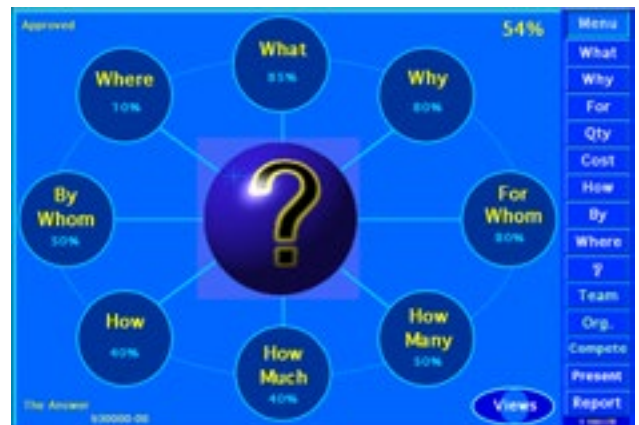 Approved
54%
What
85%
Why
80%
For
Whom
80%
How
Many
50%
How
Much
40%
How
40%
By
Whom
50%
Where
10%
?
The Answer
Views
Menu
What
Why
For
Qty
Cost
How
By
Where
?
Team
Org.
Compete
Present
Report